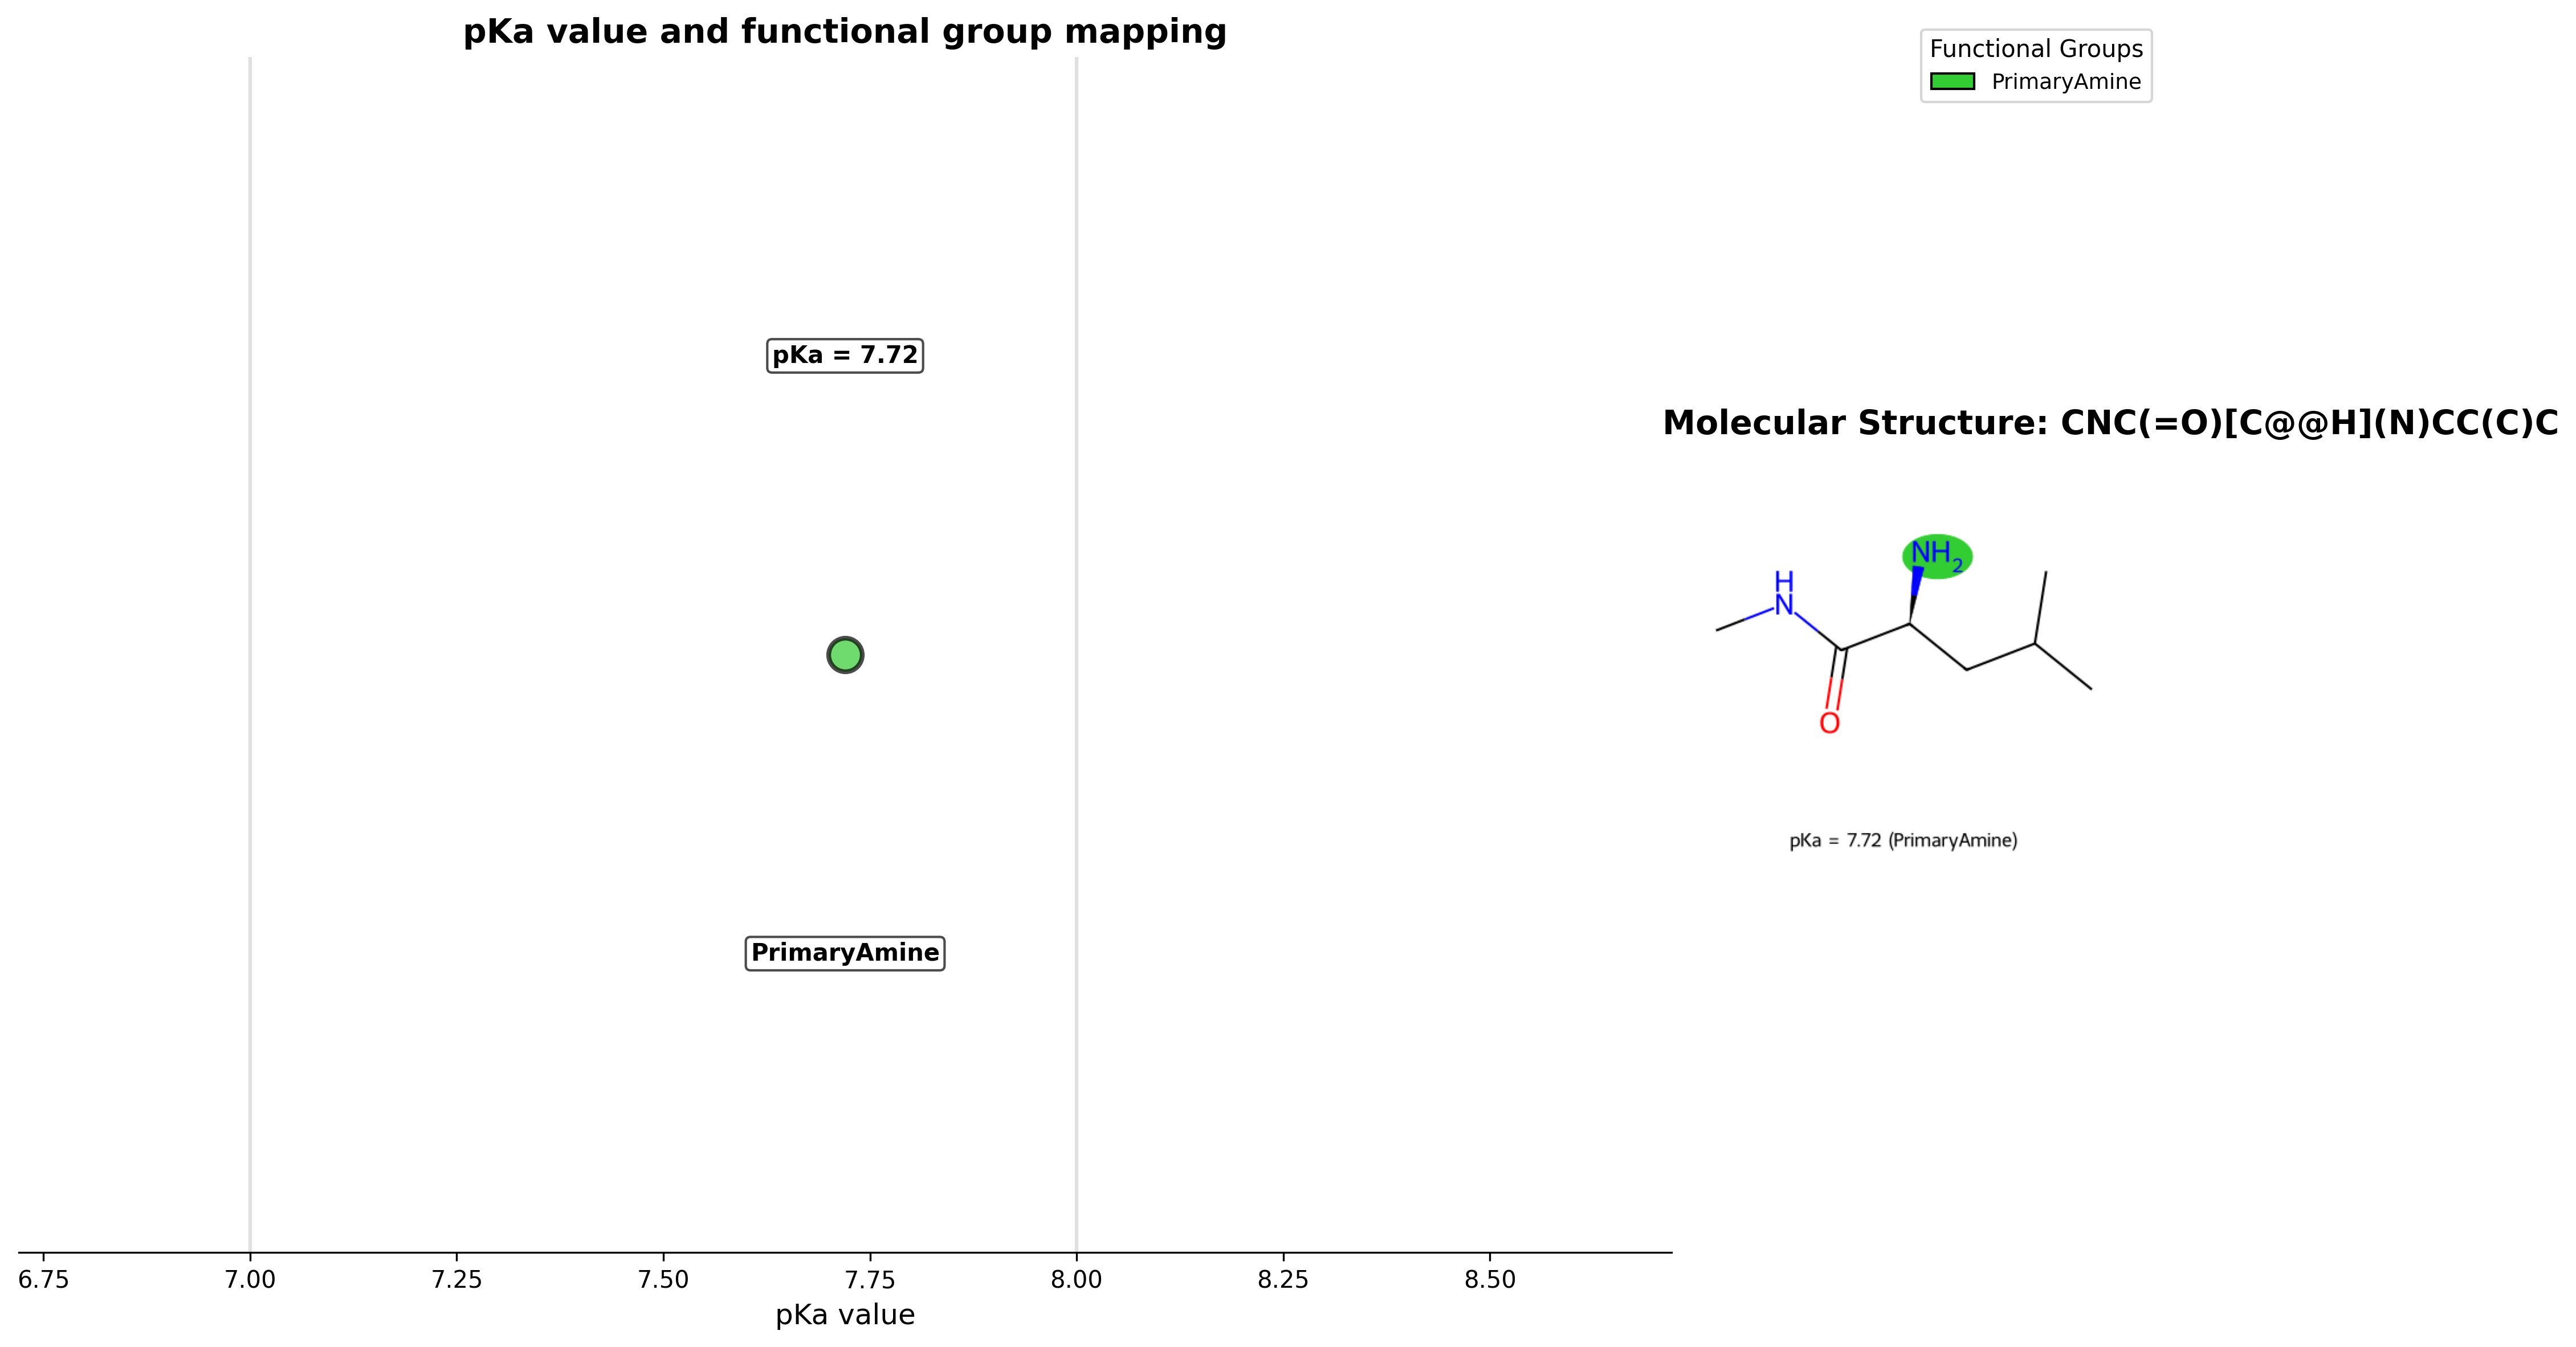 pKa value and functional group mapping
pKa = 7.72
PrimaryAmine
6.75 7.00 7.25 7.50 7.75 8.00 8.25 8.50
pKa value
Functional Groups
PrimaryAmine
Molecular Structure: CNC(=O)[C@@H](N)CC(C)C
NH2
H
N
O
pKa = 7.72 (PrimaryAmine)